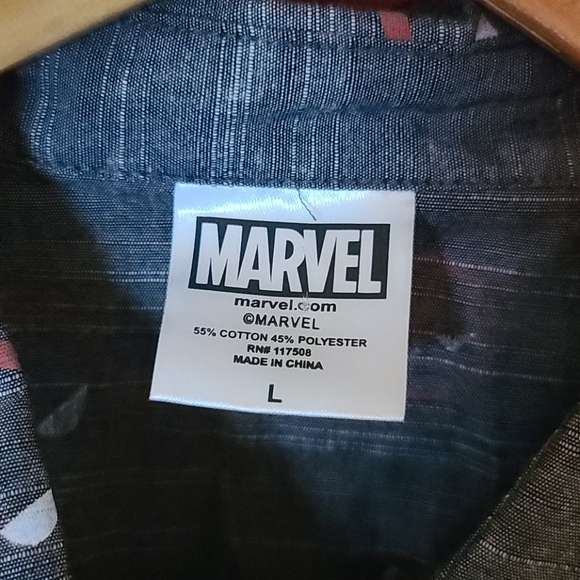 MARVEL
marvel.com
©MARVEL
55% COTTON 45% POLYESTER
RN# 117508
MADE IN CHINA
L